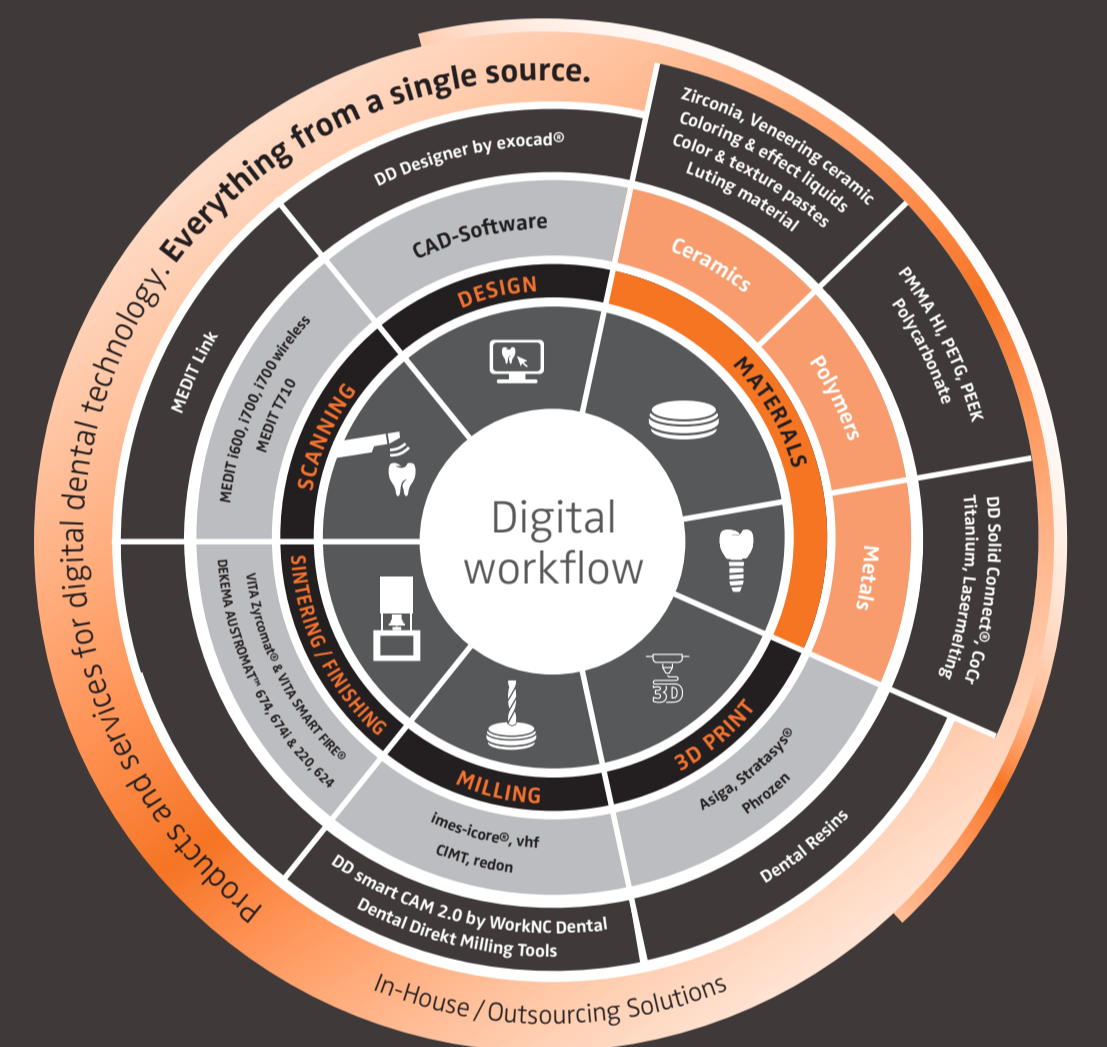 Products and services for digital dental technology. Everything from a single source.
DD Designer by exocad®
CAD-Software
DESIGN
Zirconia, Veneering ceramic
Coloring & effect liquids
Color & texture pastes
Luting material
Ceramics
MATERIALS
PMMA HI, PETG, PEEK
Polycarbonate
Polymers
DD Solid Connect®, CoCr
Titanium, Lasermelting
Metals
3D
3D PRINT
Asiga, Stratasys®
Phrozen
Dental Resins
MILLING
imes-icore®, vhf
CIMT, redon
DD smart CAM 2.0 by WorkNC Dental
Dental Direkt Milling Tools
SINTERING / FINISHING
VITA Zyrcomat® & VITA SMART FIRE®
DEKEMA AUSTROMAT™ 674, 674i & 220, 624
SCANNING
MEDIT i600, i700, i700 wireless
MEDIT T710
MEDIT Link
Digital
workflow
In-House / Outsourcing Solutions